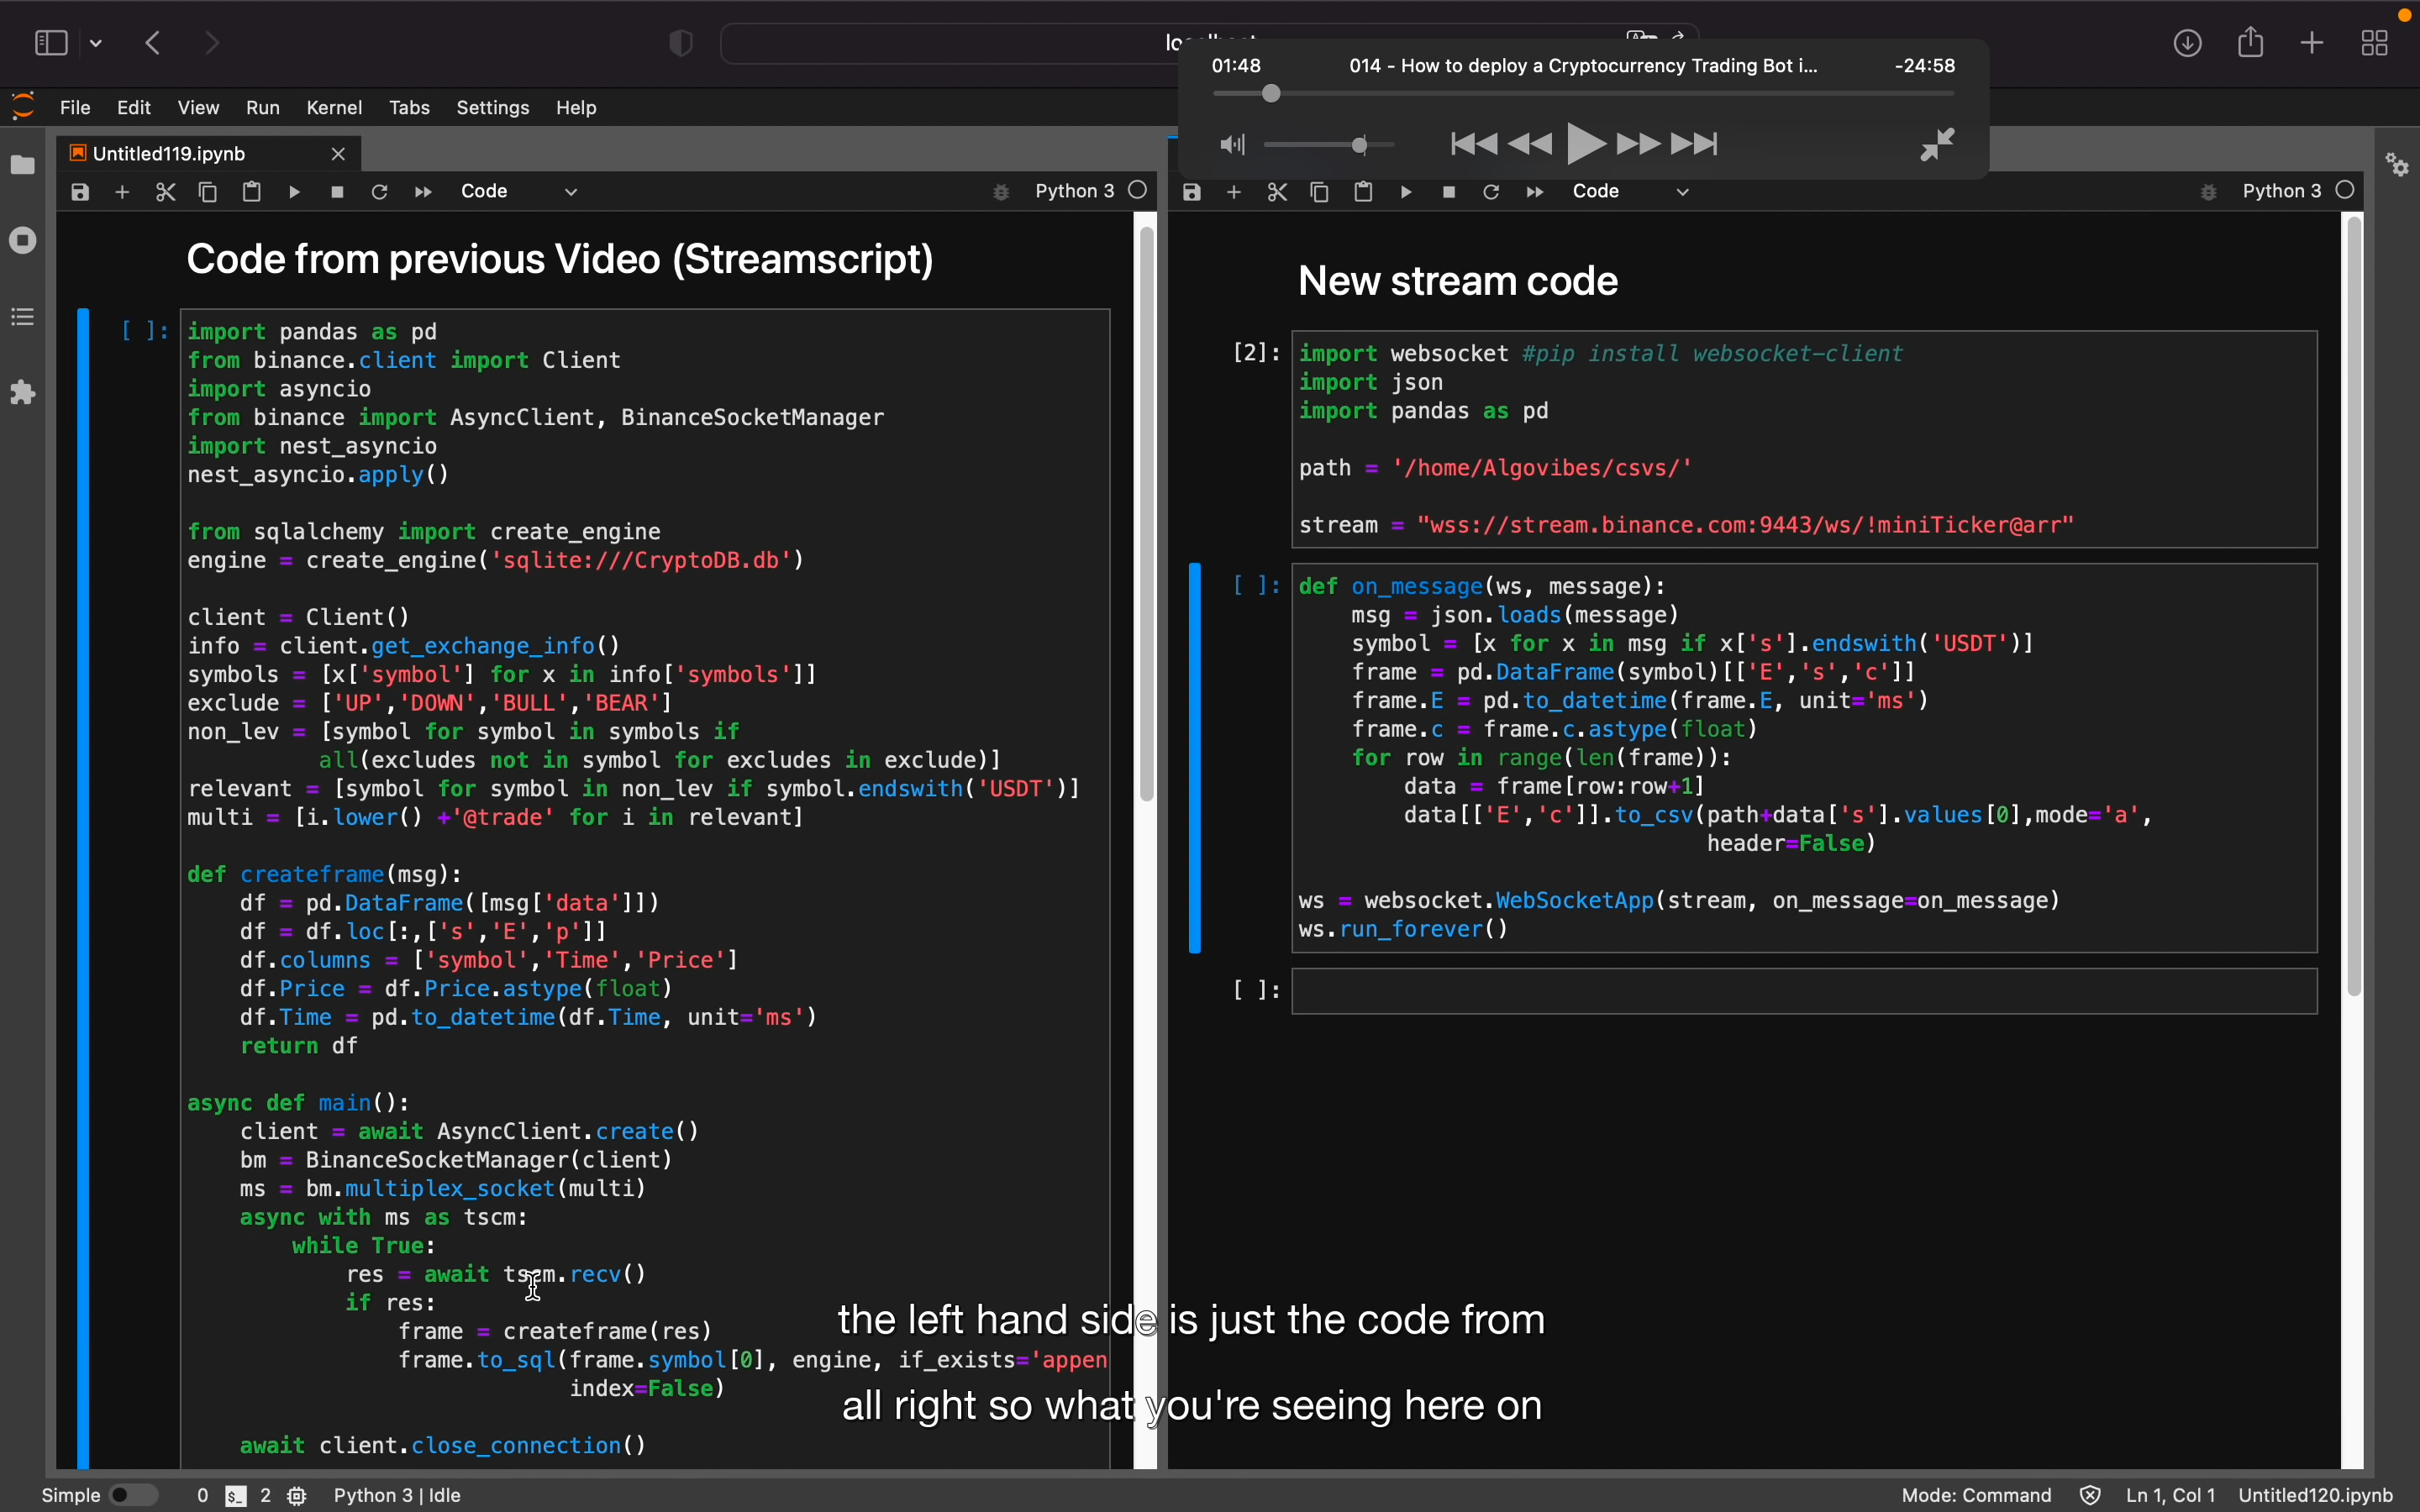 01:48 014 - How to deploy a Cryptocurrency Trading Bot i... -24:58
File Edit View Run Kernel Tabs Settings Help
Untitled119.ipynb
Code Python 3
Code from previous Video (Streamscript)
[ ]:
import pandas as pd
from binance.client import Client
import asyncio
from binance import AsyncClient, BinanceSocketManager
import nest_asyncio
nest_asyncio.apply()
from sqlalchemy import create_engine
engine = create_engine('sqlite:///CryptoDB.db')
client = Client()
info = client.get_exchange_info()
symbols = [x['symbol'] for x in info['symbols']]
exclude = ['UP','DOWN','BULL','BEAR']
non_lev = [symbol for symbol in symbols if
all(excludes not in symbol for excludes in exclude)]
relevant = [symbol for symbol in non_lev if symbol.endswith('USDT')]
multi = [i.lower() +'@trade' for i in relevant]
def createframe(msg):
df = pd.DataFrame([msg['data']])
df = df.loc[:,['s','E','p']]
df.columns = ['symbol','Time','Price']
df.Price = df.Price.astype(float)
df.Time = pd.to_datetime(df.Time, unit='ms')
return df
async def main():
client = await AsyncClient.create()
bm = BinanceSocketManager(client)
ms = bm.multiplex_socket(multi)
async with ms as tscm:
while True:
res = await tscm.recv()
if res:
frame = createframe(res)
frame.to_sql(frame.symbol[0], engine, if_exists='appen
index=False)
await client.close_connection()
Code Python 3
New stream code
[2]:
import websocket #pip install websocket-client
import json
import pandas as pd
path = '/home/Algovibes/csvs/'
stream = "wss://stream.binance.com:9443/ws/!miniTicker@arr"
[ ]:
def on_message(ws, message):
msg = json.loads(message)
symbol = [x for x in msg if x['s'].endswith('USDT')]
frame = pd.DataFrame(symbol)[['E','s','c']]
frame.E = pd.to_datetime(frame.E, unit='ms')
frame.c = frame.c.astype(float)
for row in range(len(frame)):
data = frame[row:row+1]
data[['E','c']].to_csv(path+data['s'].values[0],mode='a',
header=False)
ws = websocket.WebSocketApp(stream, on_message=on_message)
ws.run_forever()
[ ]:
the left hand side is just the code from
all right so what you're seeing here on
Simple 0 2 Python 3 | Idle Mode: Command Ln 1, Col 1 Untitled120.ipynb